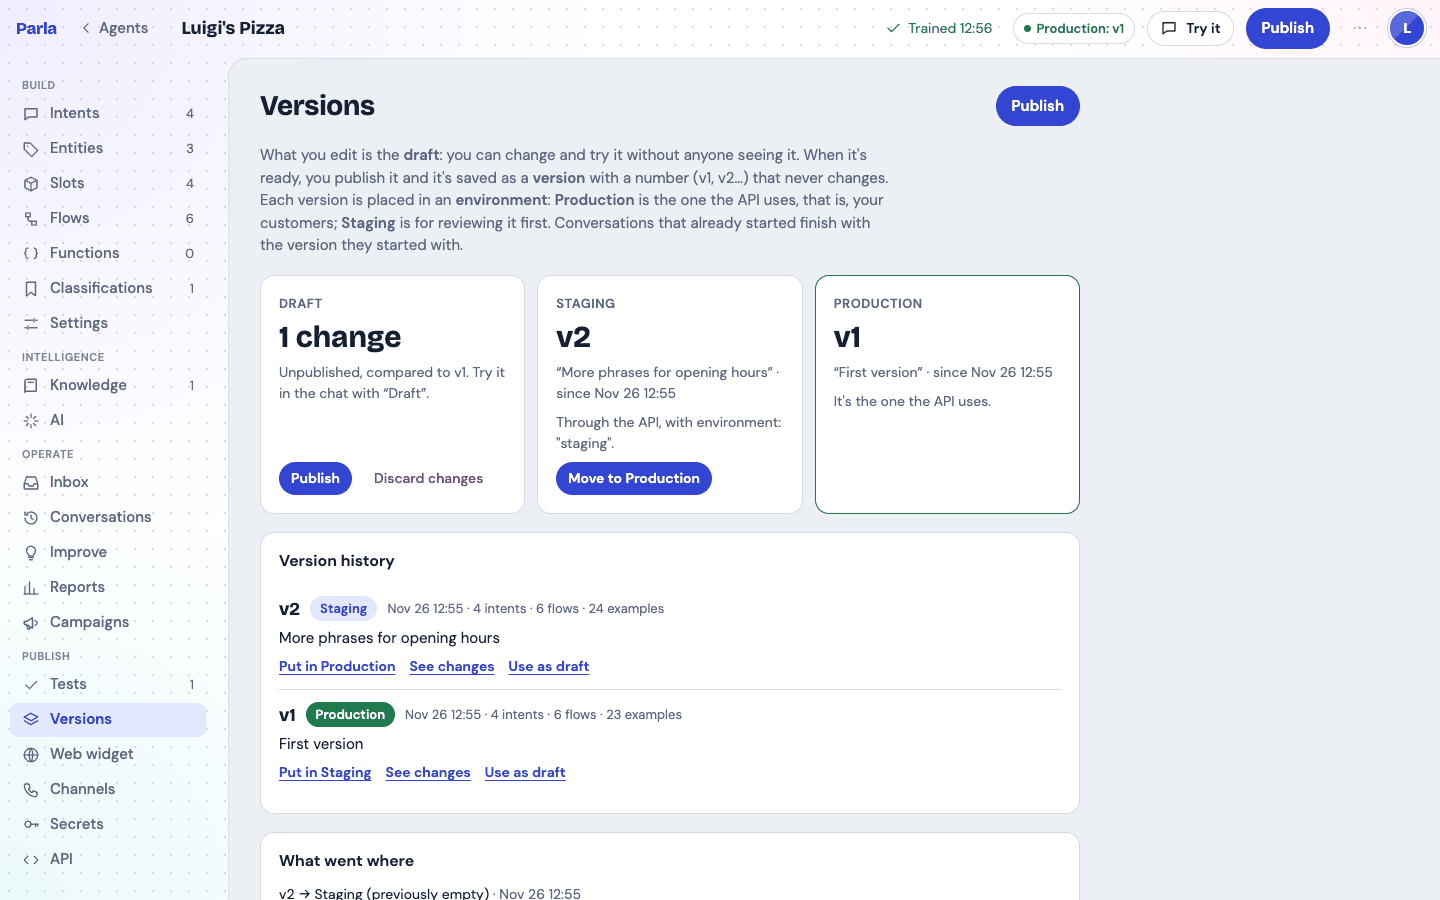 Parla
Agents
Luigi's Pizza
Trained 12:56
Production: v1
Try it
Publish
L
BUILD
Intents 4
Entities 3
Slots 4
Flows 6
Functions 0
Classifications 1
Settings
INTELLIGENCE
Knowledge 1
AI
OPERATE
Inbox
Conversations
Improve
Reports
Campaigns
PUBLISH
Tests 1
Versions
Web widget
Channels
Secrets
API
Versions
Publish
What you edit is the draft: you can change and try it without anyone seeing it. When it's
ready, you publish it and it's saved as a version with a number (v1, v2…) that never changes.
Each version is placed in an environment: Production is the one the API uses, that is, your
customers; Staging is for reviewing it first. Conversations that already started finish with
the version they started with.
DRAFT
1 change
Unpublished, compared to v1. Try it
in the chat with “Draft”.
Publish
Discard changes
STAGING
v2
“More phrases for opening hours” ·
since Nov 26 12:55
Through the API, with environment:
"staging".
Move to Production
PRODUCTION
v1
“First version” · since Nov 26 12:55
It's the one the API uses.
Version history
v2 Staging Nov 26 12:55 · 4 intents · 6 flows · 24 examples
More phrases for opening hours
Put in Production See changes Use as draft
v1 Production Nov 26 12:55 · 4 intents · 6 flows · 23 examples
First version
Put in Staging See changes Use as draft
What went where
v2 → Staging (previously empty) · Nov 26 12:55